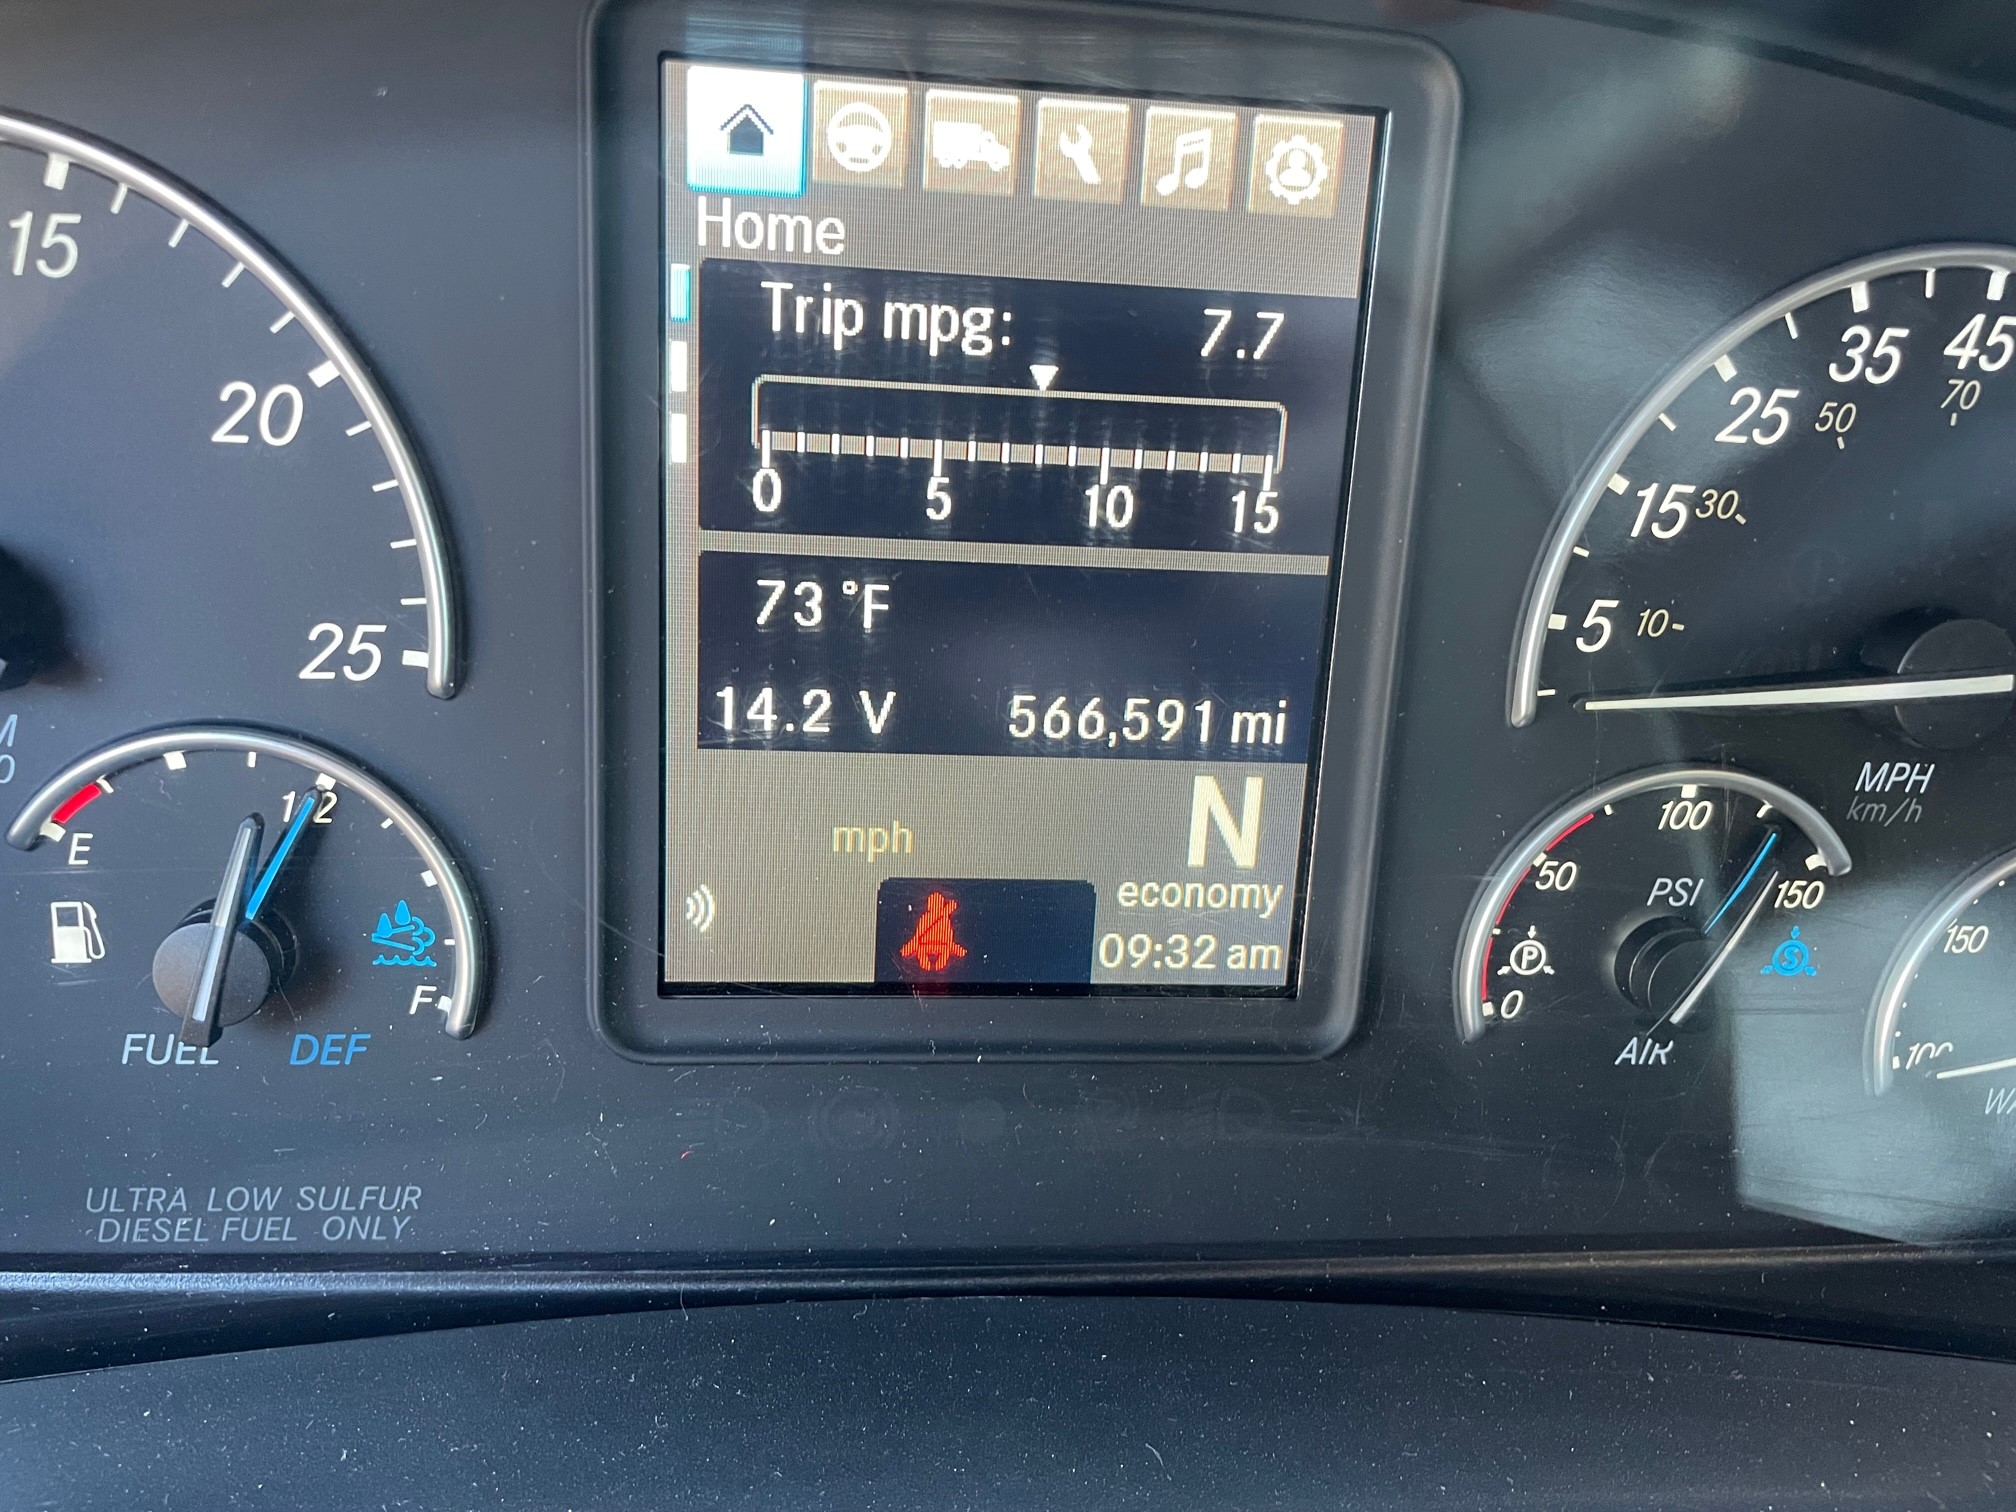 15
20
25
E
1/2
F
FUEL
DEF
ULTRA LOW SULFUR
DIESEL FUEL ONLY
Home
Trip mpg: 7.7
0 5 10 15
73 °F
14.2 V 566,591 mi
N
mph
economy
09:32 am
5 10
15 30
25 50
35
45 70
MPH
km/h
0
50
100
150
PSI
P
S
AIR
150